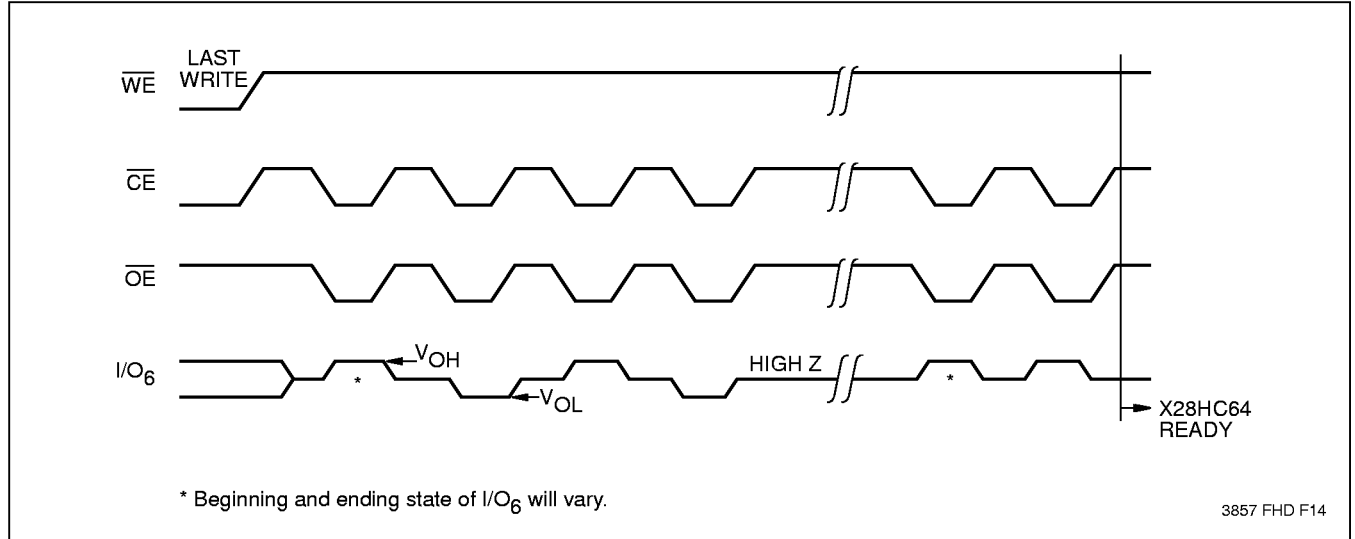 LAST
WRITE
WE
CE
OE
I/O6
VOH
VOL
HIGH Z
*
*
X28HC64
READY
* Beginning and ending state of I/O6 will vary.
3857 FHD F14